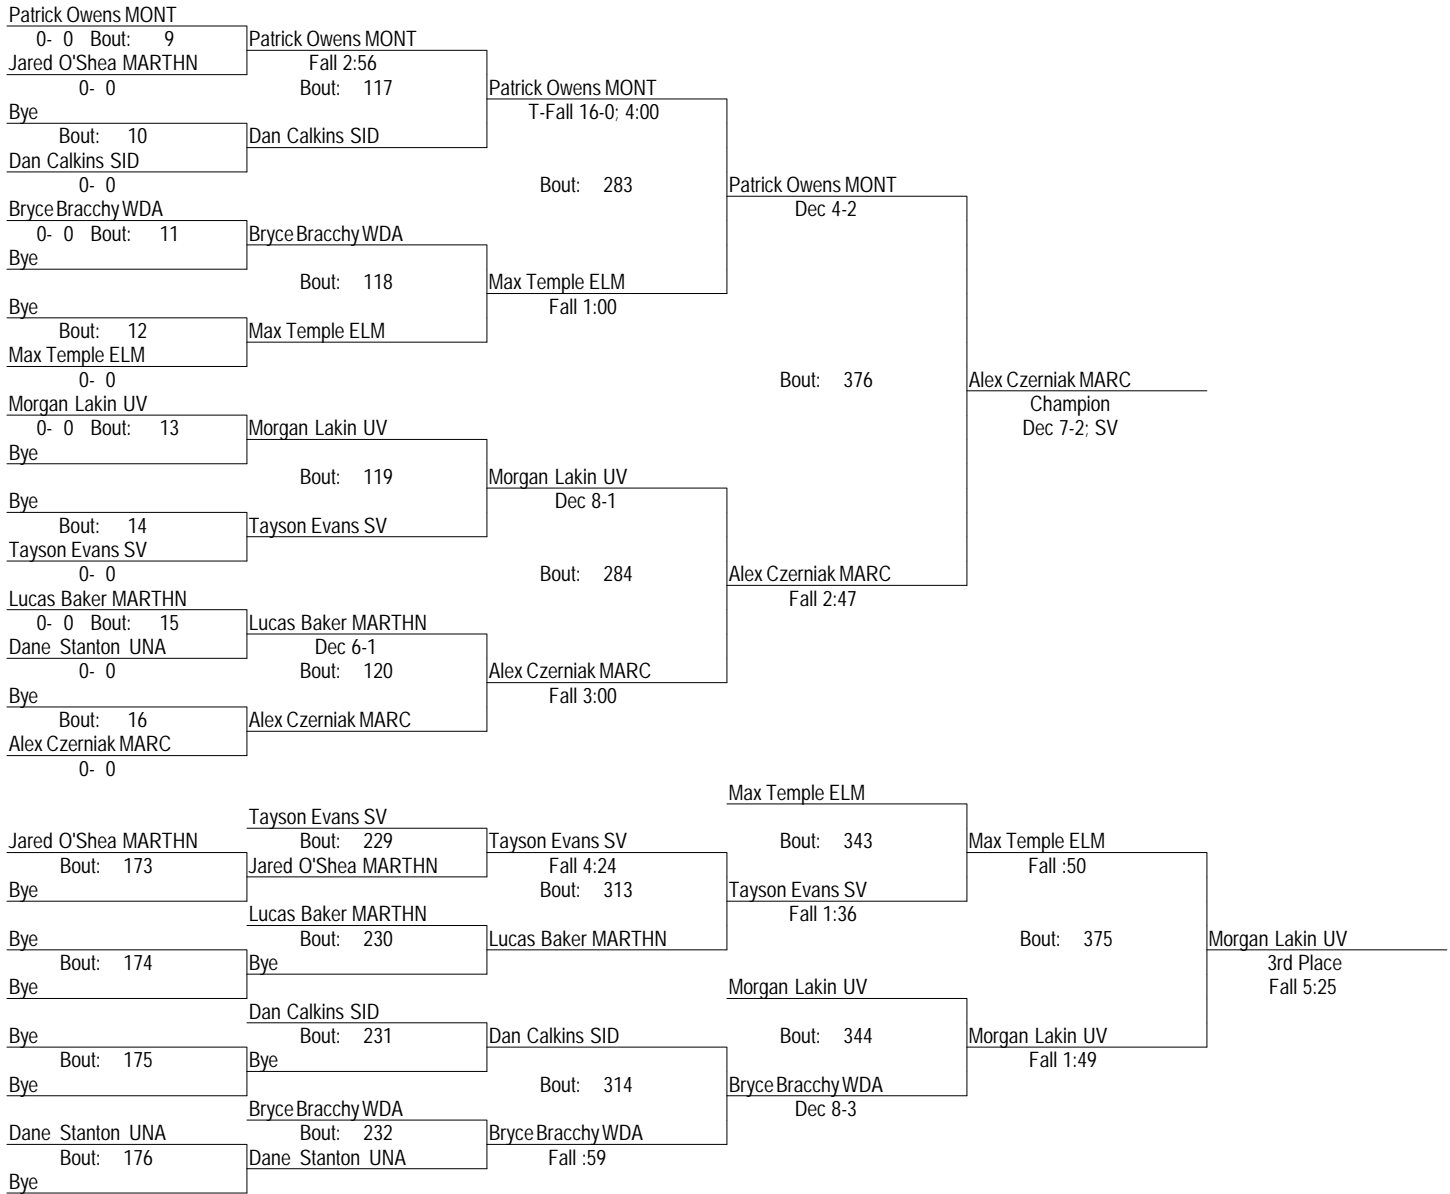 Patrick Owens MONT
0- 0 Bout: 9 Patrick Owens MONT
Jared O'Shea MARTHN Fall 2:56
0- 0 Bout: 117 Patrick Owens MONT
Bye T-Fall 16-0; 4:00
Bout: 10 Dan Calkins SID
Dan Calkins SID
0- 0 Bout: 283 Patrick Owens MONT
Bryce Bracchy WDA Dec 4-2
0- 0 Bout: 11 Bryce Bracchy WDA
Bye
Bout: 118 Max Temple ELM
Bye Fall 1:00
Bout: 12 Max Temple ELM
Max Temple ELM
0- 0 Bout: 376 Alex Czerniak MARC
Morgan Lakin UV Champion
0- 0 Bout: 13 Morgan Lakin UV Dec 7-2; SV
Bye
Bout: 119 Morgan Lakin UV
Bye Dec 8-1
Bout: 14 Tayson Evans SV
Tayson Evans SV
0- 0 Bout: 284 Alex Czerniak MARC
Lucas Baker MARTHN Fall 2:47
0- 0 Bout: 15 Lucas Baker MARTHN
Dane Stanton UNA Dec 6-1
0- 0 Bout: 120 Alex Czerniak MARC
Bye Fall 3:00
Bout: 16 Alex Czerniak MARC
Alex Czerniak MARC
0- 0
Max Temple ELM
Tayson Evans SV
Jared O'Shea MARTHN Bout: 229 Tayson Evans SV Bout: 343 Max Temple ELM
Bout: 173 Jared O'Shea MARTHN Fall 4:24 Fall :50
Bye Bout: 313 Tayson Evans SV
Lucas Baker MARTHN Fall 1:36
Bye Bout: 230 Lucas Baker MARTHN Bout: 375 Morgan Lakin UV
Bout: 174 Bye 3rd Place
Bye Morgan Lakin UV Fall 5:25
Dan Calkins SID
Bye Bout: 231 Dan Calkins SID Bout: 344 Morgan Lakin UV
Bout: 175 Bye Fall 1:49
Bye Bout: 314 Bryce Bracchy WDA
Bryce Bracchy WDA Dec 8-3
Dane Stanton UNA Bout: 232 Bryce Bracchy WDA
Bout: 176 Dane Stanton UNA Fall :59
Bye